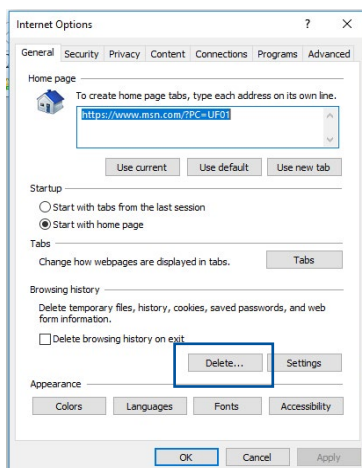 Internet Options ? X
General Security Privacy Content Connections Programs Advanced
Home page
To create home page tabs, type each address on its own line.
https://www.msn.com/?PC=UF01
Use current Use default Use new tab
Startup
Start with tabs from the last session
Start with home page
Tabs
Change how webpages are displayed in tabs. Tabs
Browsing history
Delete temporary files, history, cookies, saved passwords, and web
form information.
Delete browsing history on exit
Delete... Settings
Appearance
Colors Languages Fonts Accessibility
OK Cancel Apply